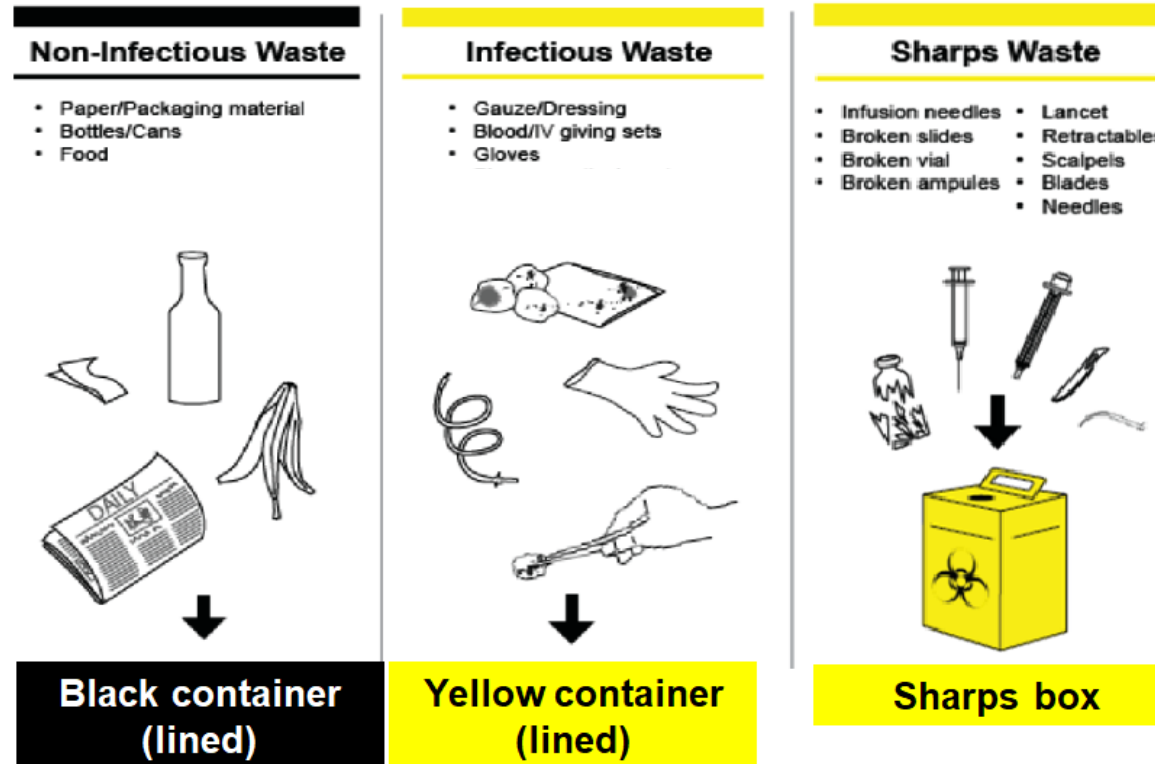 Non-Infectious Waste
• Paper/Packaging material
• Bottles/Cans
• Food
DAILY
Black container
(lined)
Infectious Waste
• Gauze/Dressing
• Blood/IV giving sets
• Gloves
Yellow container
(lined)
Sharps Waste
• Infusion needles
• Broken slides
• Broken vial
• Broken ampules
• Lancet
• Retractables
• Scalpels
• Blades
• Needles
Sharps box